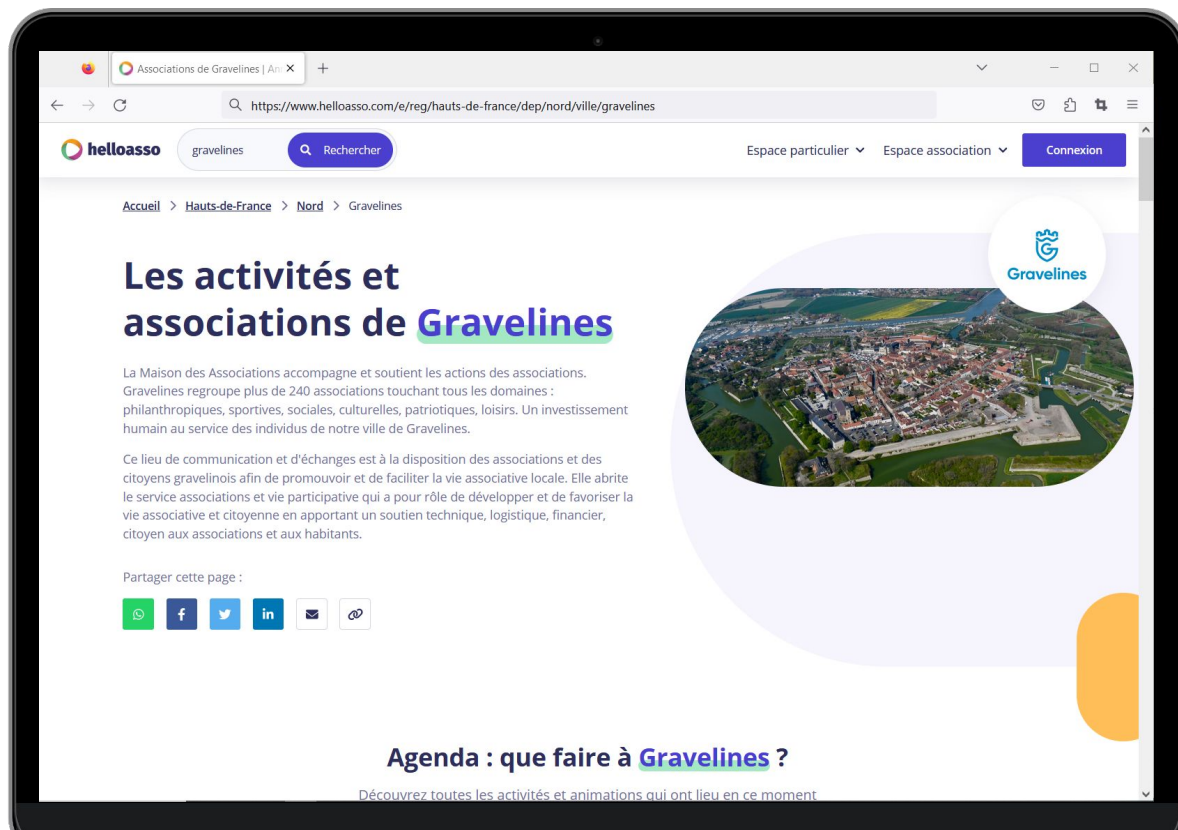 Associations de Gravelines | An
https://www.helloasso.com/e/reg/hauts-de-france/dep/nord/ville/gravelines
helloasso
gravelines
Rechercher
Espace particulier
Espace association
Connexion
Accueil > Hauts-de-France > Nord > Gravelines
Gravelines
Les activités et
associations de Gravelines
La Maison des Associations accompagne et soutient les actions des associations.
Gravelines regroupe plus de 240 associations touchant tous les domaines :
philanthropiques, sportives, sociales, culturelles, patriotiques, loisirs. Un investissement
humain au service des individus de notre ville de Gravelines.
Ce lieu de communication et d'échanges est à la disposition des associations et des
citoyens gravelinois afin de promouvoir et de faciliter la vie associative locale. Elle abrite
le service associations et vie participative qui a pour rôle de développer et de favoriser la
vie associative et citoyenne en apportant un soutien technique, logistique, financier,
citoyen aux associations et aux habitants.
Partager cette page :
Agenda : que faire à Gravelines ?
Découvrez toutes les activités et animations qui ont lieu en ce moment